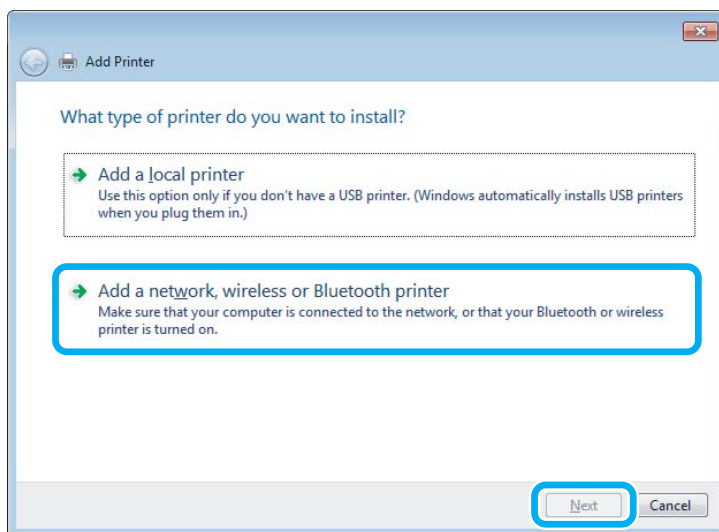 Add Printer
What type of printer do you want to install?
Add a local printer
Use this option only if you don't have a USB printer. (Windows automatically installs USB printers
when you plug them in.)
Add a network, wireless or Bluetooth printer
Make sure that your computer is connected to the network, or that your Bluetooth or wireless
printer is turned on.
Next Cancel